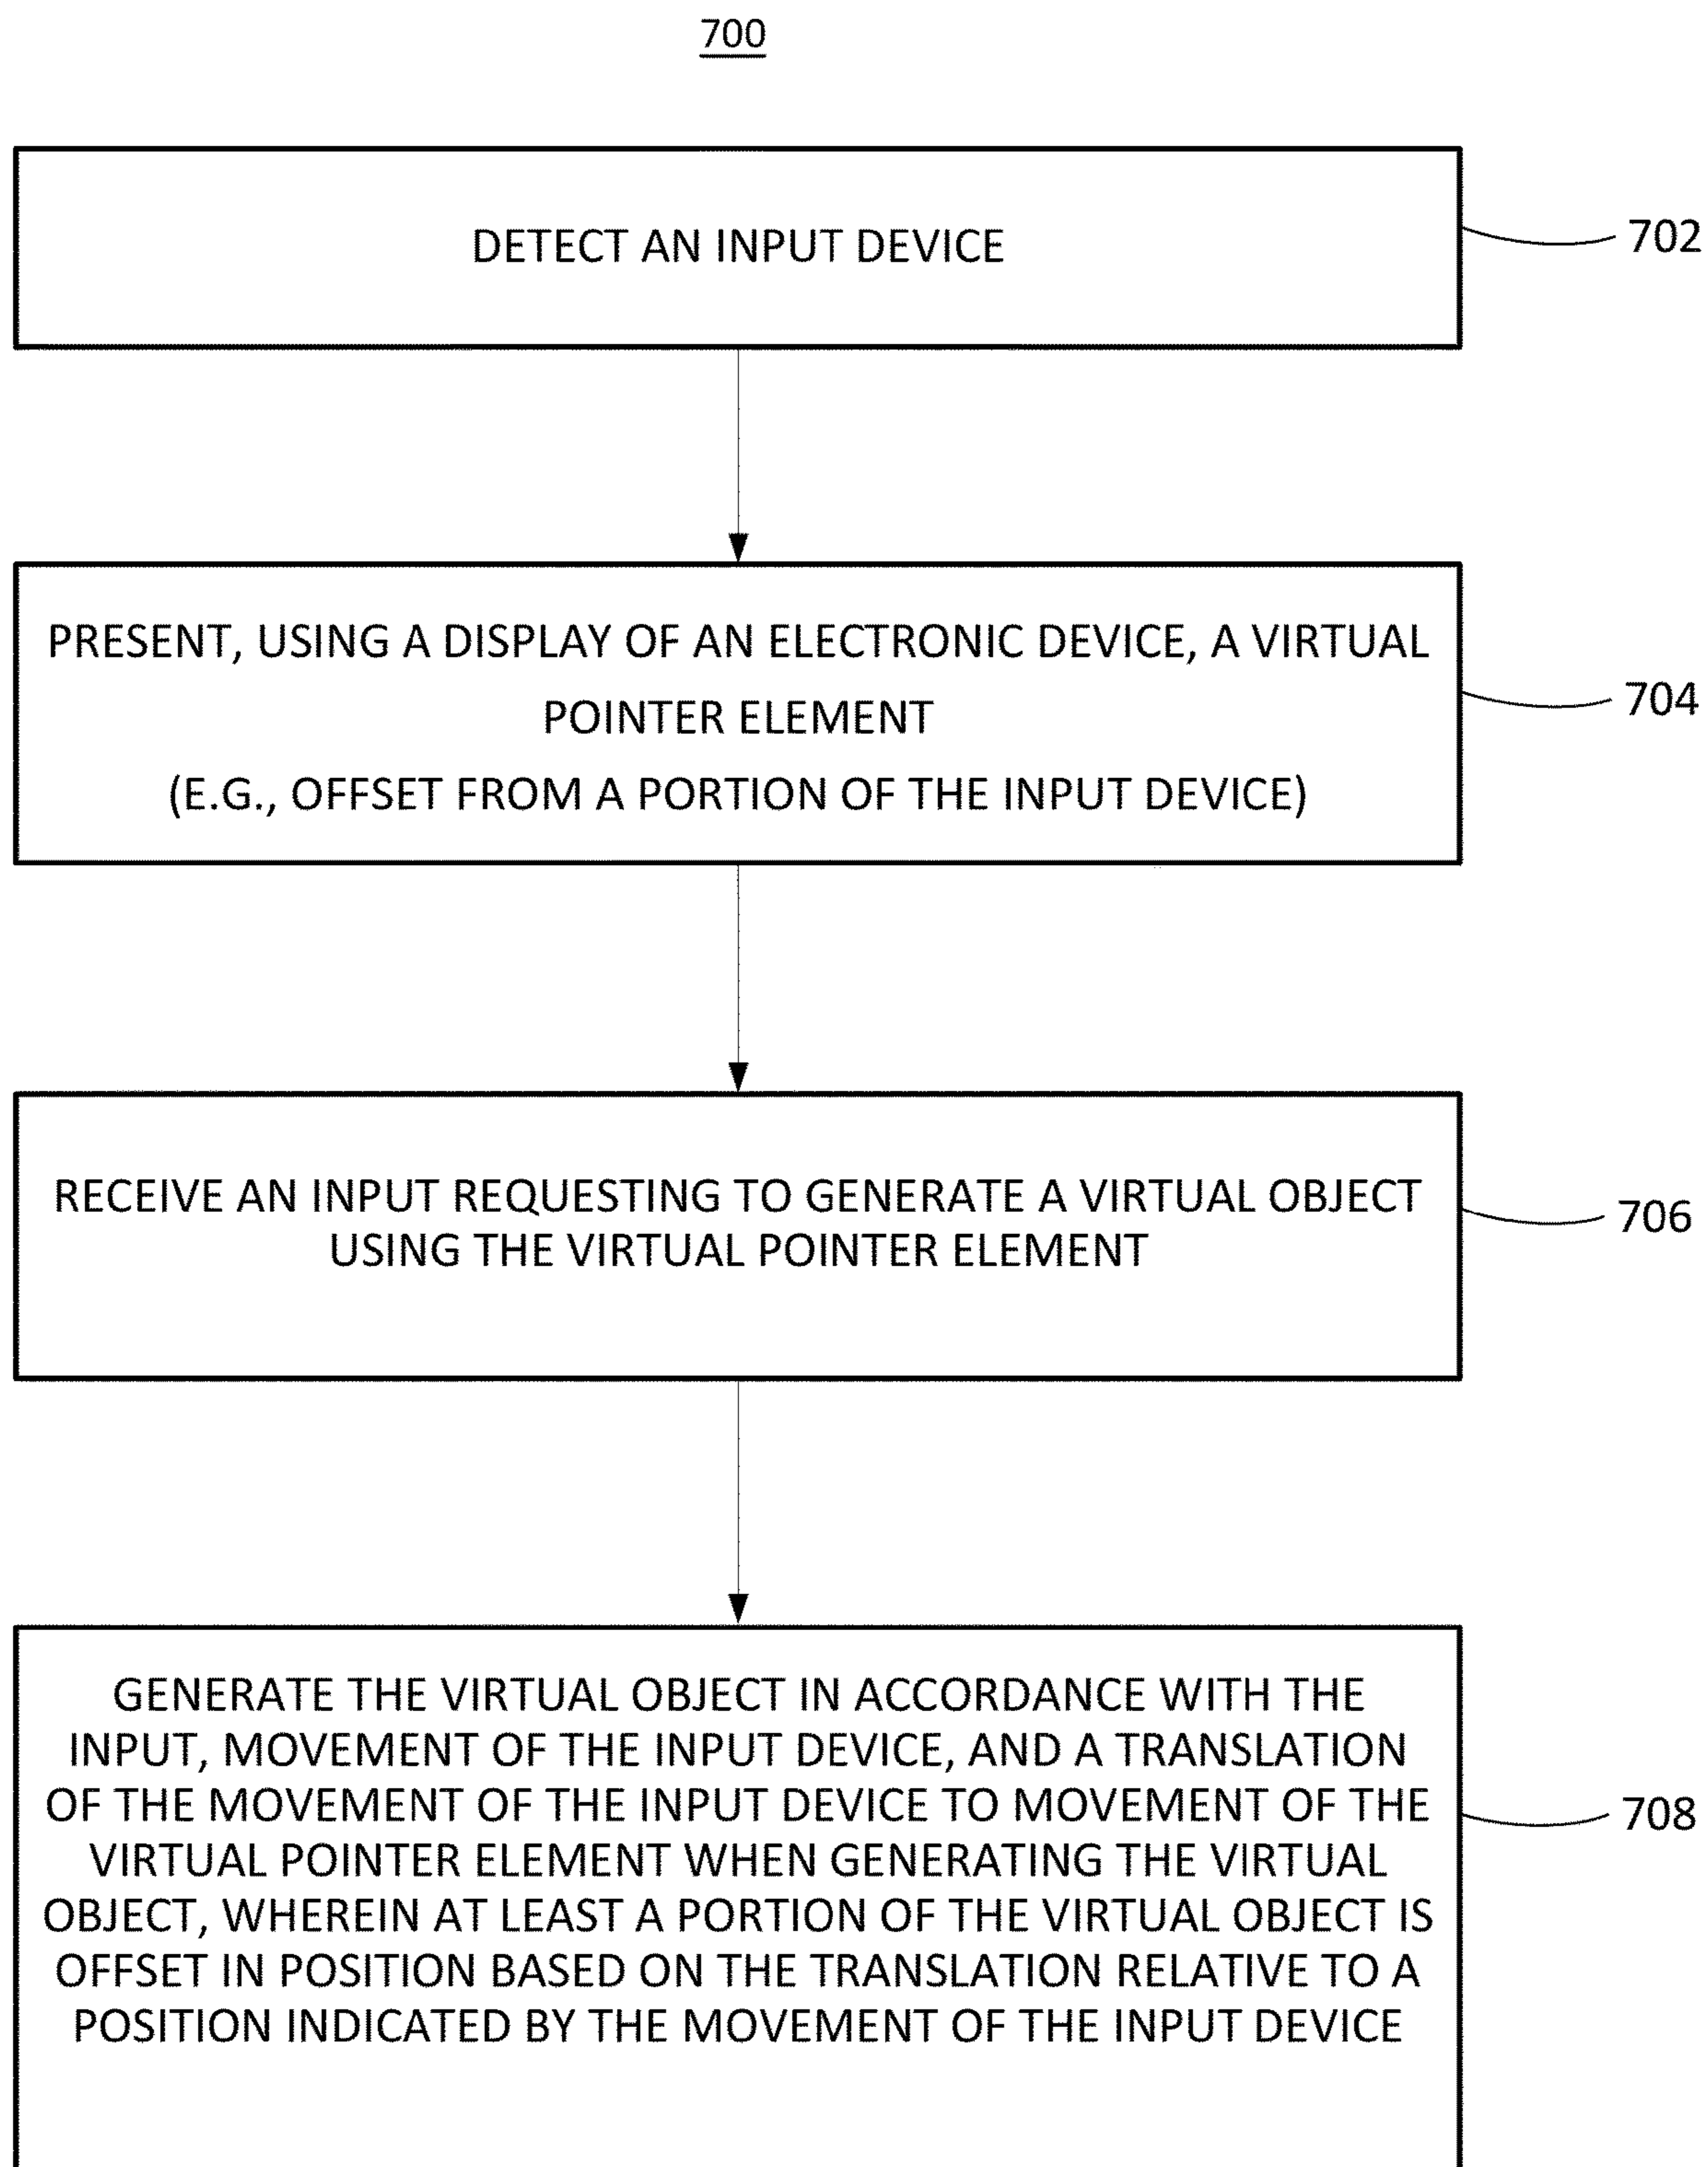 700
DETECT AN INPUT DEVICE
702
PRESENT, USING A DISPLAY OF AN ELECTRONIC DEVICE, A VIRTUAL
POINTER ELEMENT
(E.G., OFFSET FROM A PORTION OF THE INPUT DEVICE)
704
RECEIVE AN INPUT REQUESTING TO GENERATE A VIRTUAL OBJECT
USING THE VIRTUAL POINTER ELEMENT
706
GENERATE THE VIRTUAL OBJECT IN ACCORDANCE WITH THE
INPUT, MOVEMENT OF THE INPUT DEVICE, AND A TRANSLATION
OF THE MOVEMENT OF THE INPUT DEVICE TO MOVEMENT OF THE
VIRTUAL POINTER ELEMENT WHEN GENERATING THE VIRTUAL
OBJECT, WHEREIN AT LEAST A PORTION OF THE VIRTUAL OBJECT IS
OFFSET IN POSITION BASED ON THE TRANSLATION RELATIVE TO A
POSITION INDICATED BY THE MOVEMENT OF THE INPUT DEVICE
708